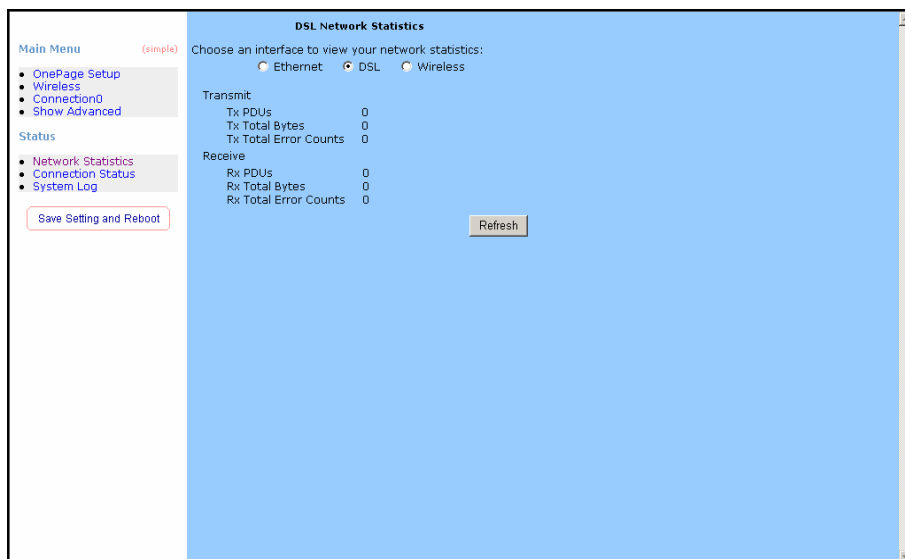 Main Menu (simple)
OnePage Setup
Wireless
Connection0
Show Advanced
Status
Network Statistics
Connection Status
System Log
Save Setting and Reboot
DSL Network Statistics
Choose an interface to view your network statistics:
Ethernet DSL Wireless
Transmit
Tx PDUs 0
Tx Total Bytes 0
Tx Total Error Counts 0
Receive
Rx PDUs 0
Rx Total Bytes 0
Rx Total Error Counts 0
Refresh